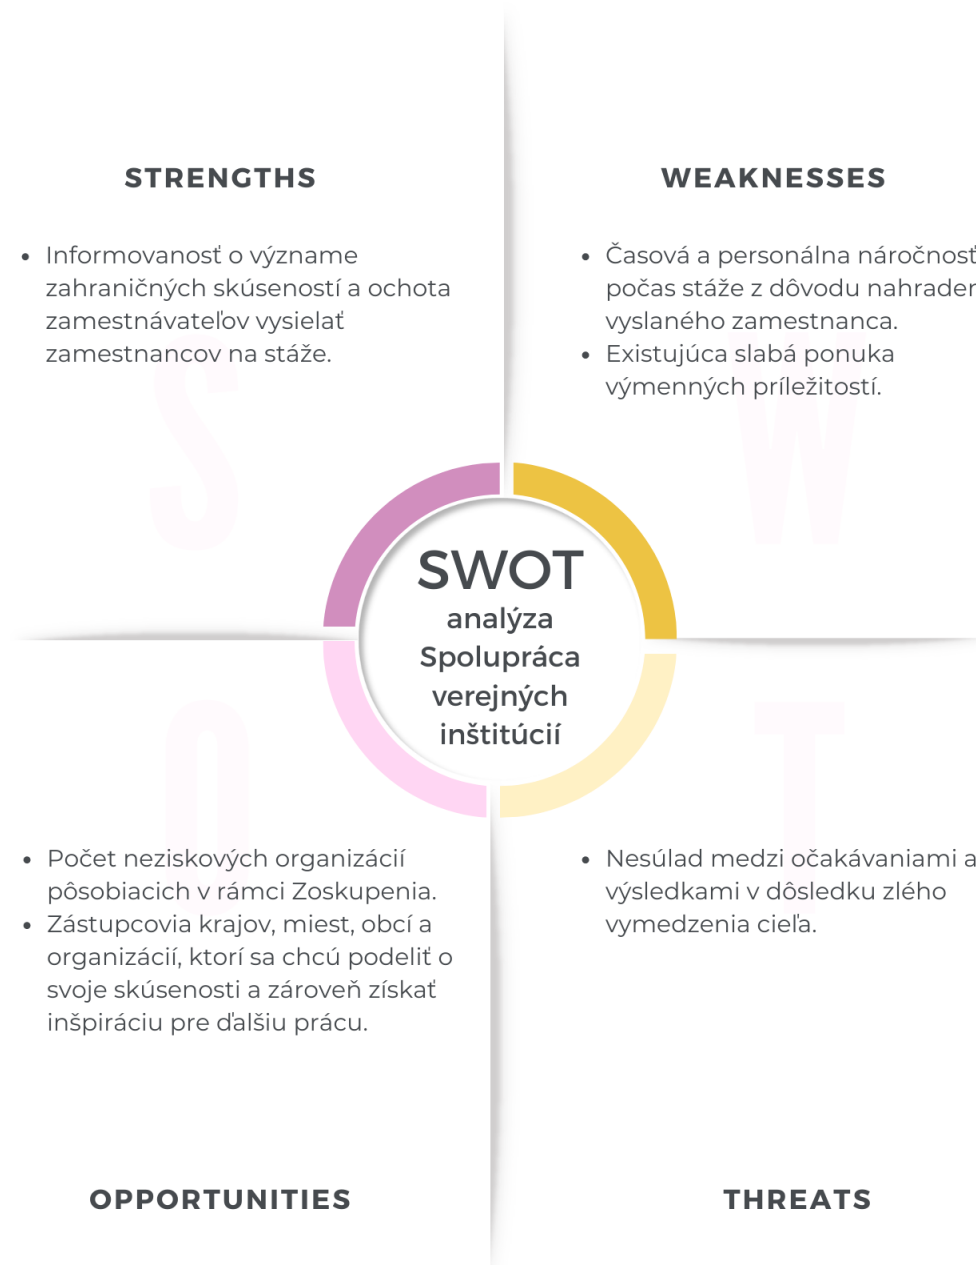 STRENGTHS
• Informovanosť o význame
zahraničných skúseností a ochota
zamestnávateľov vysielať
zamestnancov na stáže.
WEAKNESSES
• Časová a personálna náročnosť
počas stáže z dôvodu nahraden
vyslaného zamestnanca.
• Existujúca slabá ponuka
výmenných príležitostí.
S
W
SWOT
analýza
Spolupráca
verejných
inštitúcií
O
T
• Počet neziskových organizácií
pôsobiacich v rámci Zoskupenia.
• Zástupcovia krajov, miest, obcí a
organizácií, ktorí sa chcú podeliť o
svoje skúsenosti a zároveň získať
inšpiráciu pre ďalšiu prácu.
OPPORTUNITIES
• Nesúlad medzi očakávaniami a
výsledkami v dôsledku zlého
vymedzenia cieľa.
THREATS